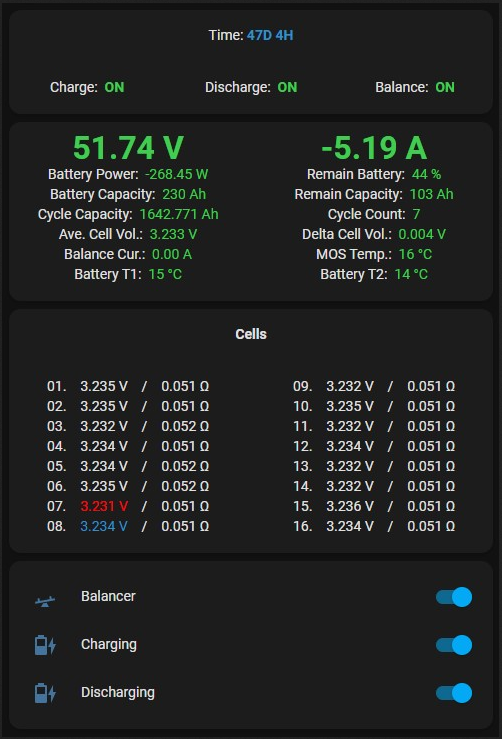 Time: 47D 4H
Charge: ON Discharge: ON Balance: ON
51.74 V -5.19 A
Battery Power: -268.45 W Remain Battery: 44 %
Battery Capacity: 230 Ah Remain Capacity: 103 Ah
Cycle Capacity: 1642.771 Ah Cycle Count: 7
Ave. Cell Vol.: 3.233 V Delta Cell Vol.: 0.004 V
Balance Cur.: 0.00 A MOS Temp.: 16 °C
Battery T1: 15 °C Battery T2: 14 °C
Cells
01. 3.235 V / 0.051 Ω 09. 3.232 V / 0.051 Ω
02. 3.235 V / 0.051 Ω 10. 3.235 V / 0.051 Ω
03. 3.232 V / 0.052 Ω 11. 3.232 V / 0.051 Ω
04. 3.234 V / 0.051 Ω 12. 3.234 V / 0.051 Ω
05. 3.234 V / 0.052 Ω 13. 3.232 V / 0.051 Ω
06. 3.235 V / 0.052 Ω 14. 3.232 V / 0.051 Ω
07. 3.231 V / 0.051 Ω 15. 3.236 V / 0.051 Ω
08. 3.234 V / 0.051 Ω 16. 3.234 V / 0.051 Ω
Balancer
Charging
Discharging